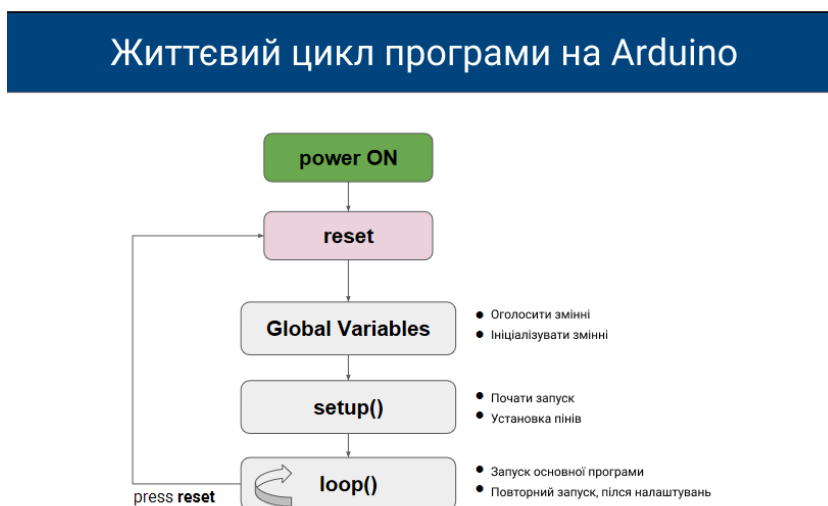 Життєвий цикл програми на Arduino
power ON
reset
Global Variables
● Оголосити змінні
● Ініціалізувати змінні
setup()
● Почати запуск
● Установка пінів
loop()
● Запуск основної програми
● Повторний запуск, пілся налаштувань
press reset